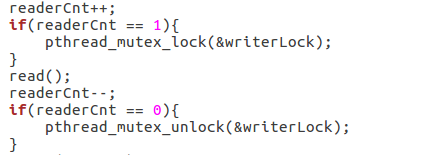 readerCnt++;
if(readerCnt == 1){
    pthread_mutex_lock(&writerLock);
}
read();
readerCnt--;
if(readerCnt == 0){
    pthread_mutex_unlock(&writerLock);
}